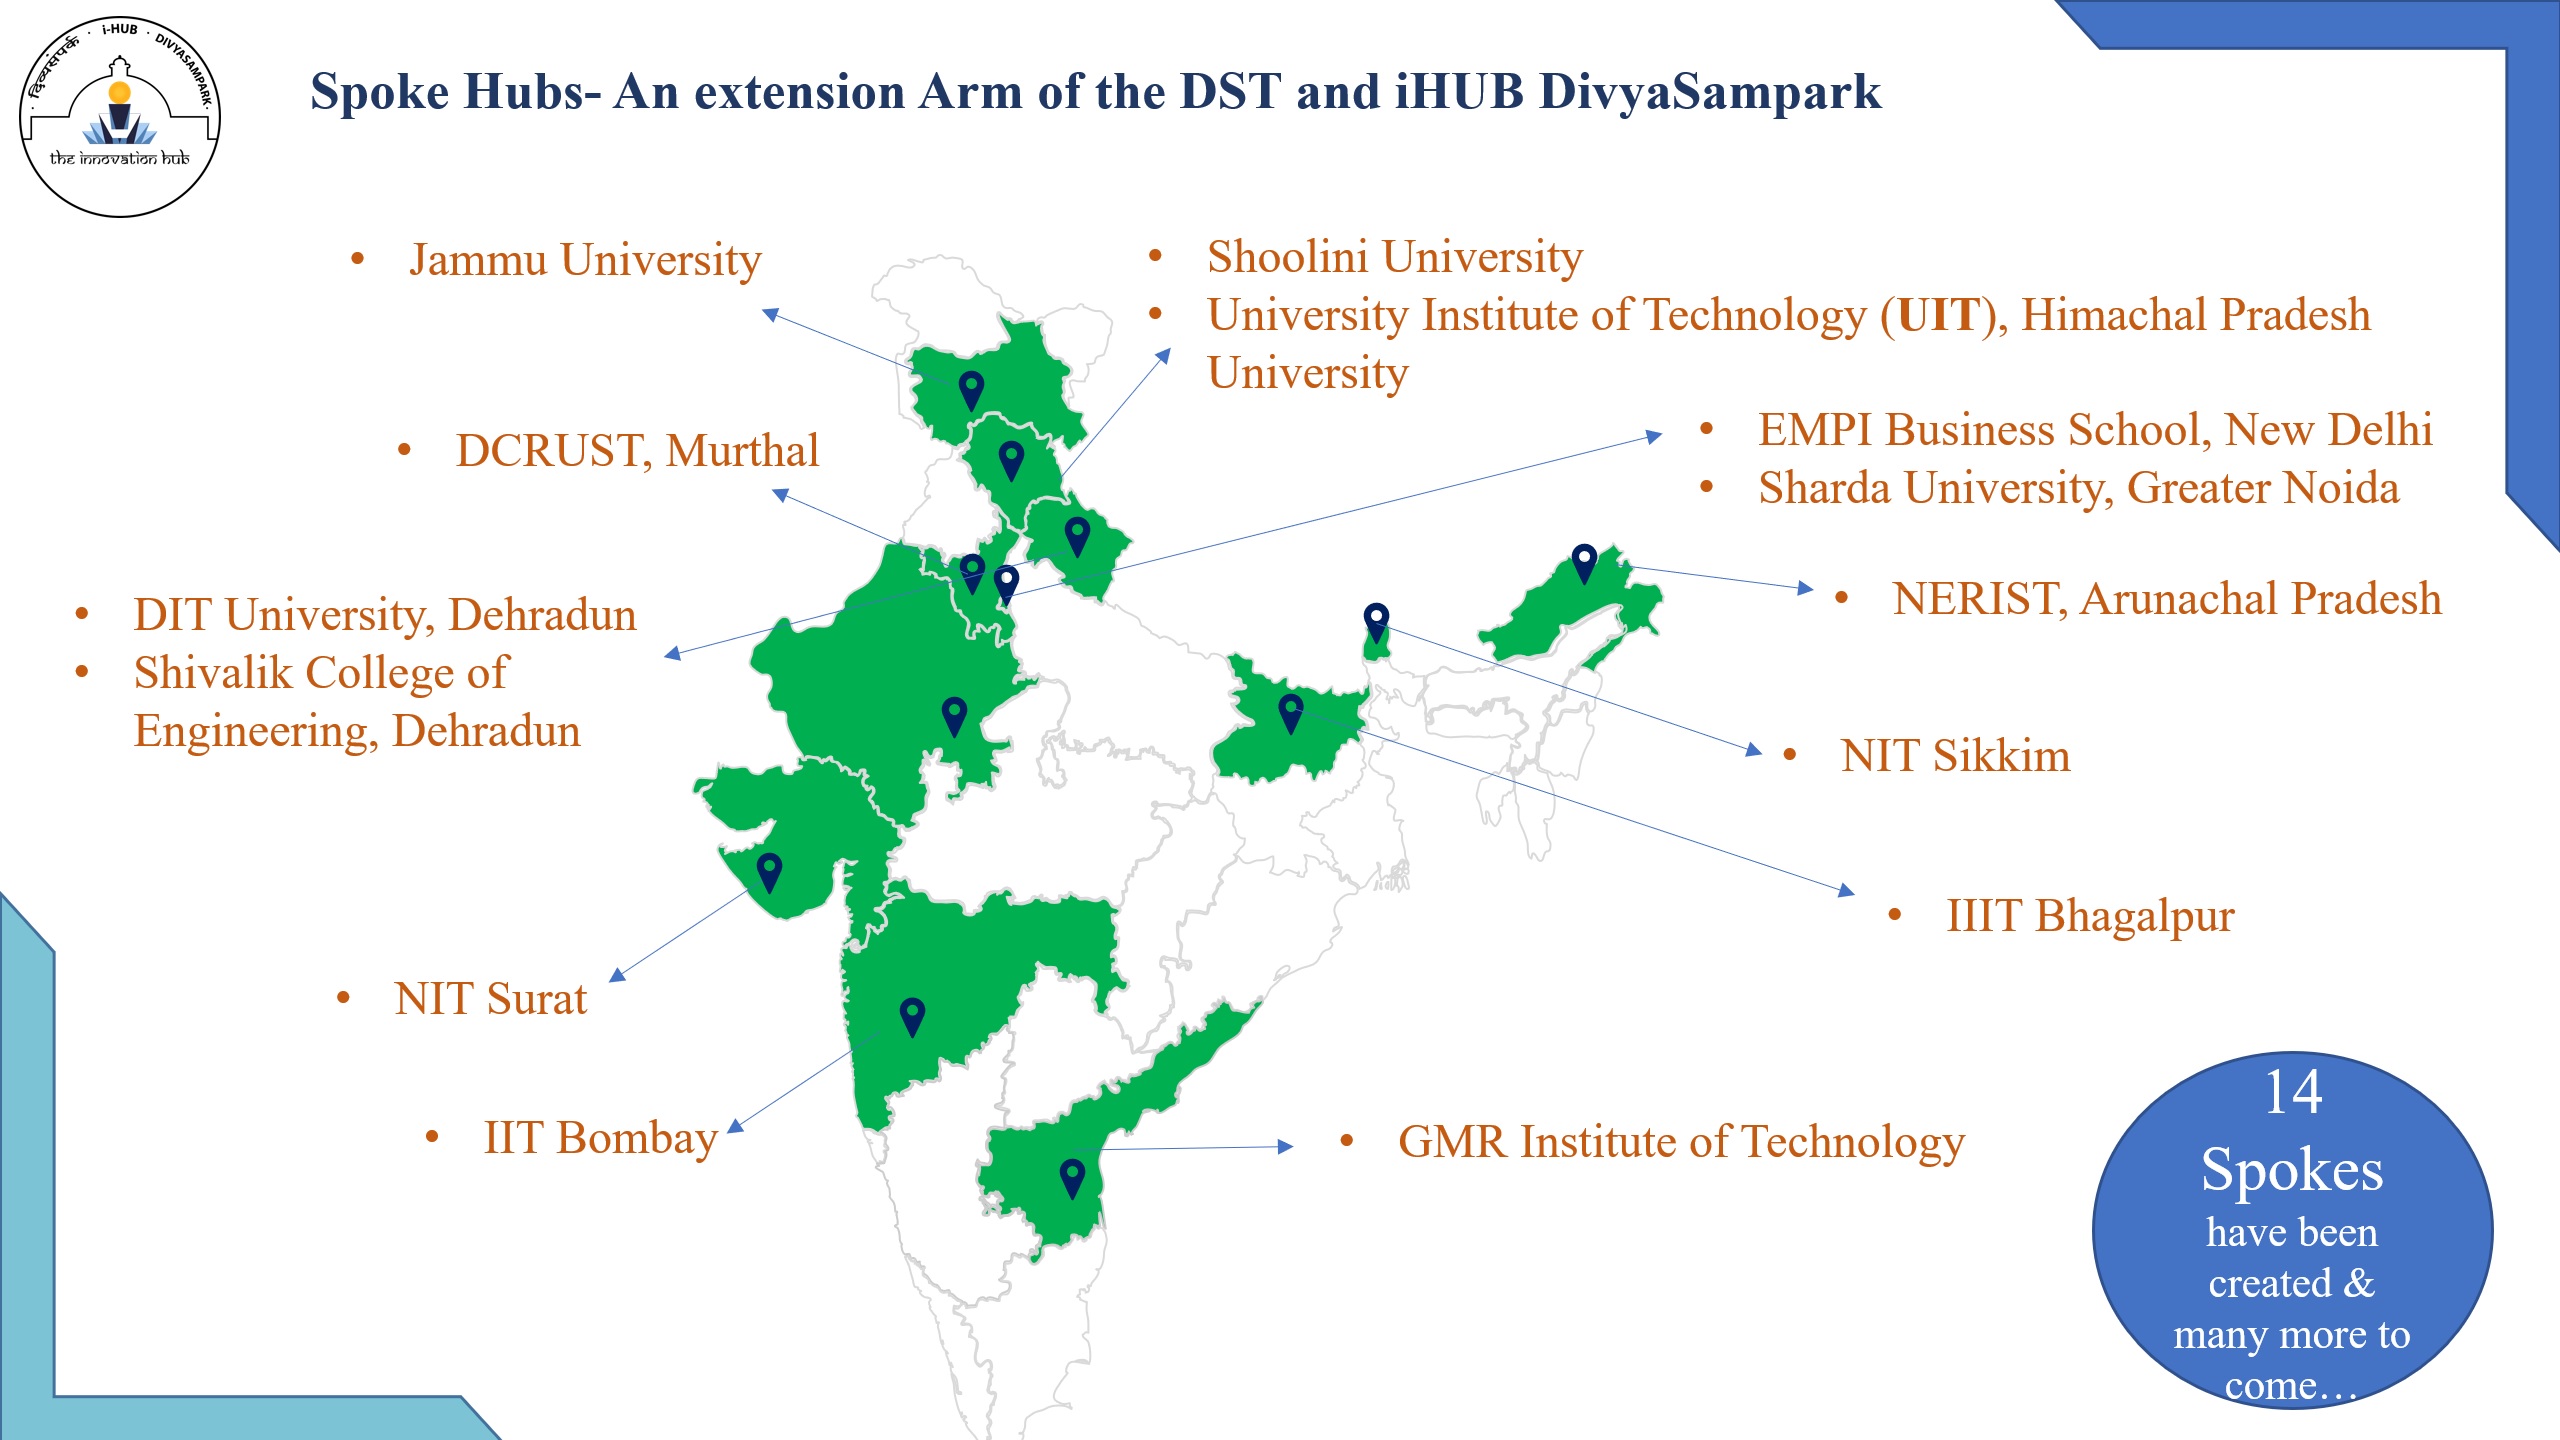 दिव्यसंपर्क · i-HUB · DIVYASAMPARK
the innovation hub
Spoke Hubs- An extension Arm of the DST and iHUB DivyaSampark
• Jammu University
• Shoolini University
• University Institute of Technology (UIT), Himachal Pradesh
University
• DCRUST, Murthal
• EMPI Business School, New Delhi
• Sharda University, Greater Noida
• DIT University, Dehradun
• Shivalik College of
Engineering, Dehradun
• NERIST, Arunachal Pradesh
• NIT Sikkim
• IIIT Bhagalpur
• NIT Surat
• IIT Bombay
• GMR Institute of Technology
14
Spokes
have been
created &
many more to
come…